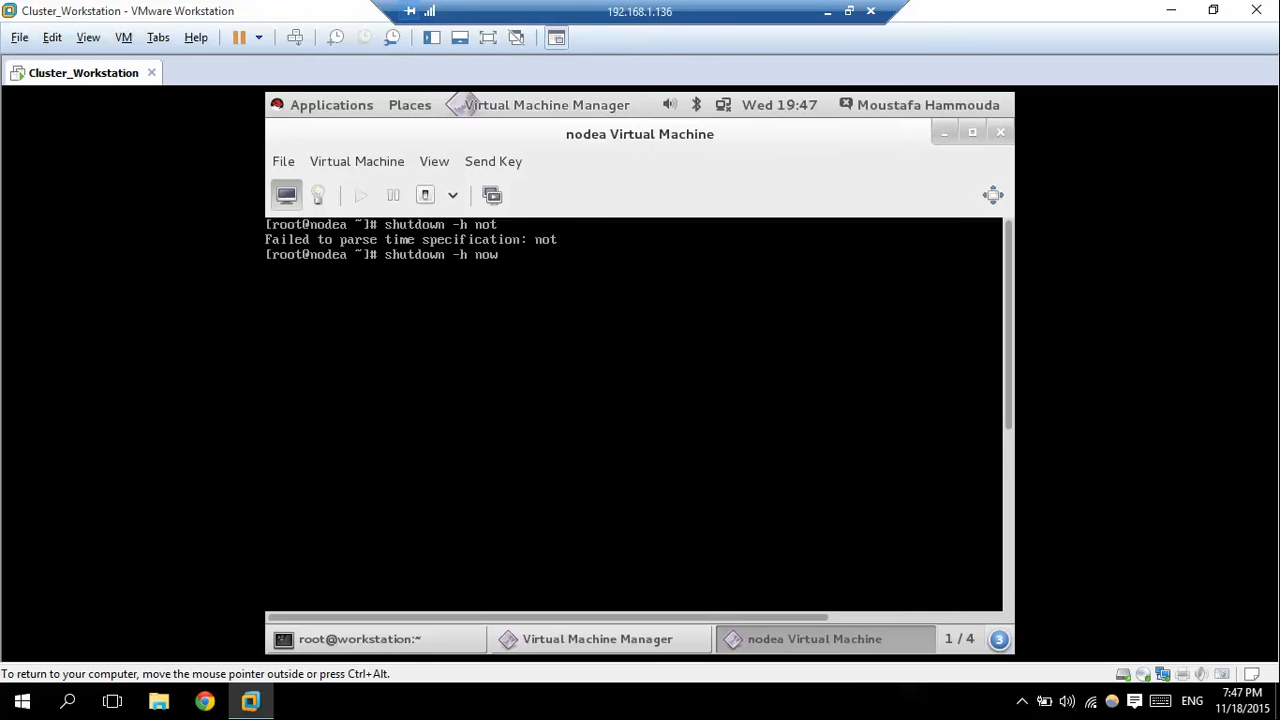 Cluster_Workstation - VMware Workstation
192.168.1.136
File Edit View VM Tabs Help
Cluster_Workstation
Applications Places Virtual Machine Manager Wed 19:47 Moustafa Hammouda
nodea Virtual Machine
File Virtual Machine View Send Key
[root@nodea ~]# shutdown -h not
Failed to parse time specification: not
[root@nodea ~]# shutdown -h now
root@workstation:~ Virtual Machine Manager nodea Virtual Machine 1 / 4 3
To return to your computer, move the mouse pointer outside or press Ctrl+Alt.
ENG 7:47 PM
11/18/2015